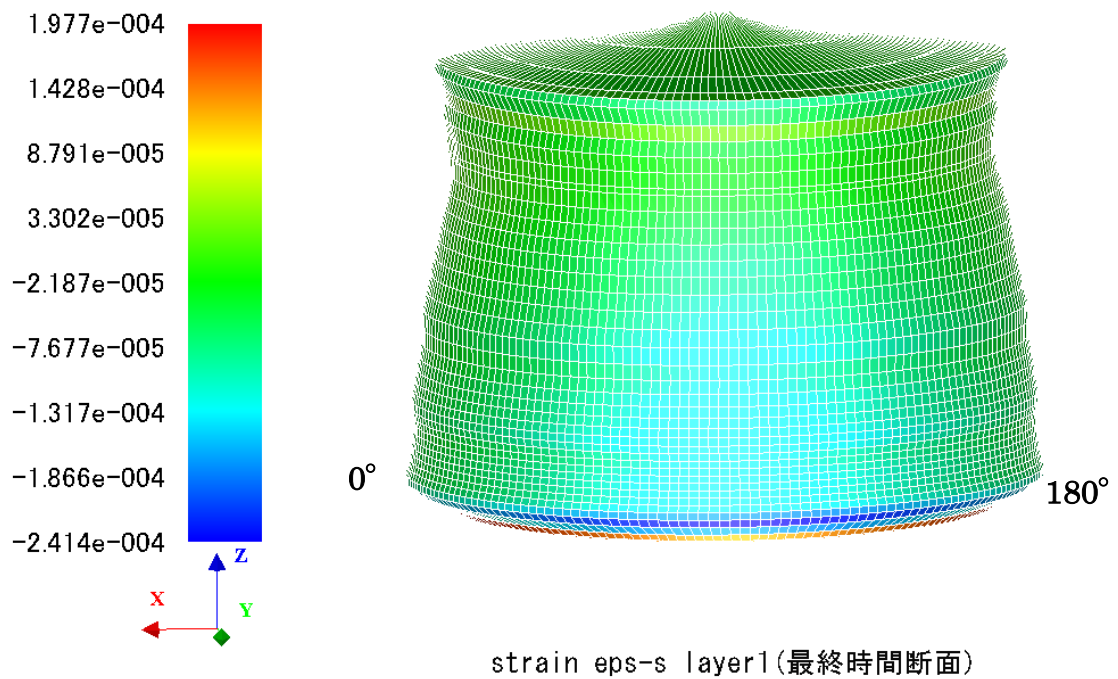 1.977e-004
1.428e-004
8.791e-005
3.302e-005
-2.187e-005
-7.677e-005
-1.317e-004
-1.866e-004
-2.414e-004
0°
180°
Z
X
Y
strain eps-s layer1(最終時間断面)